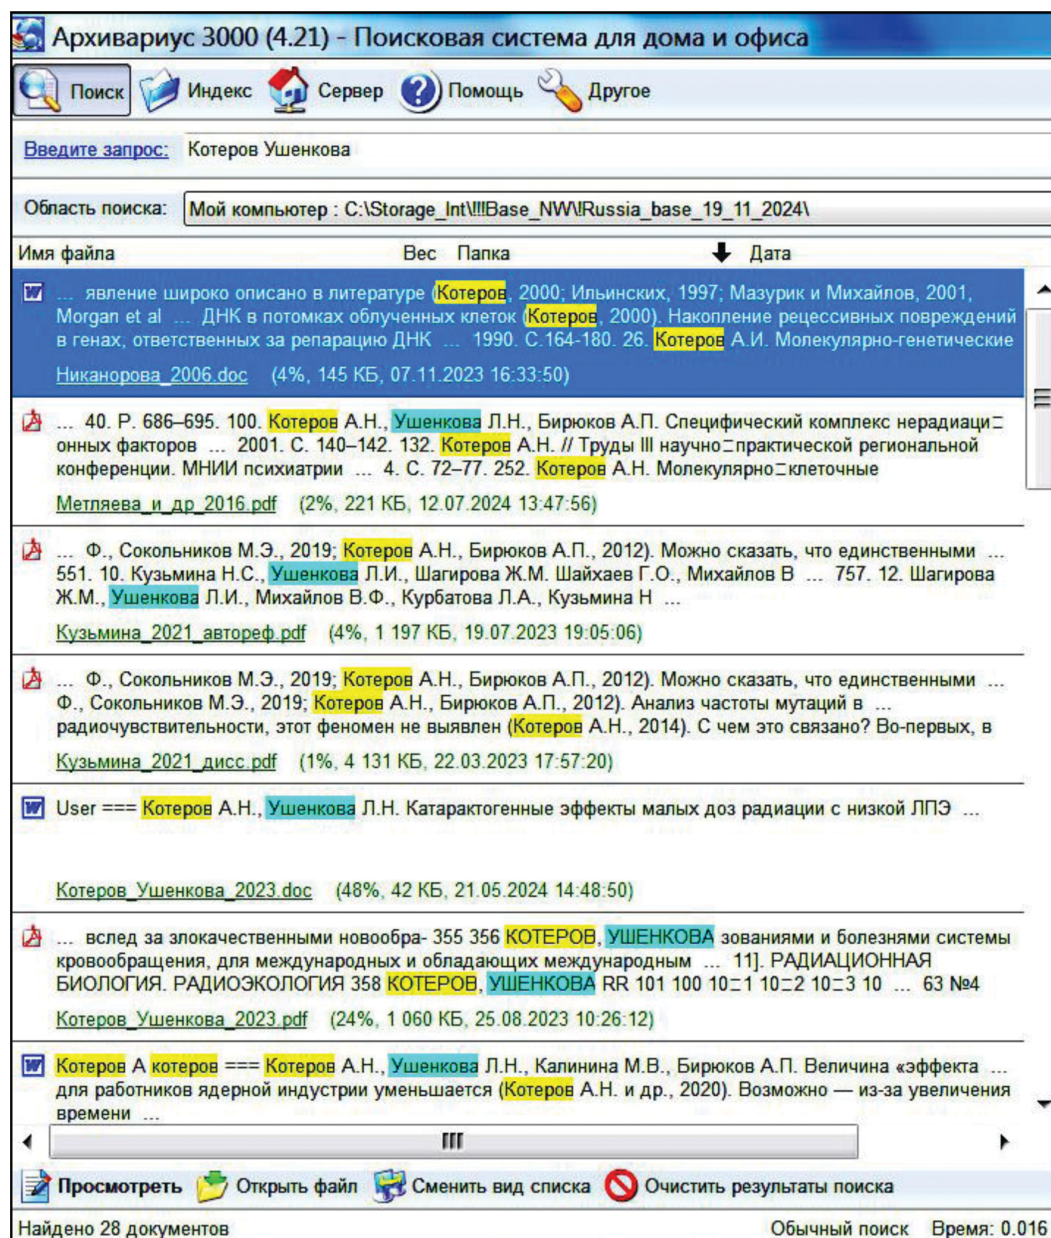 Архивариус 3000 (4.21) - Поисковая система для дома и офиса
Поиск Индекс Сервер Помощь Другое
Введите запрос: Котеров Ушенкова
Область поиска: Мой компьютер : C:\Storage_Int\!!!Base_NW\!Russia_base_19_11_2024\
Имя файла Вес Папка Дата
... явление широко описано в литературе (Котеров, 2000; Ильинских, 1997; Мазурик и Михайлов, 2001,
Morgan et al ... ДНК в потомках облученных клеток (Котеров, 2000). Накопление рецессивных повреждений
в генах, ответственных за репарацию ДНК ... 1990. С.164-180. 26. Котеров А.И. Молекулярно-генетические
Никанорова_2006.doc (4%, 145 КБ, 07.11.2023 16:33:50)
... 40. P. 686–695. 100. Котеров А.Н., Ушенкова Л.Н., Бирюков А.П. Специфический комплекс нерадиаци
онных факторов ... 2001. С. 140–142. 132. Котеров А.Н. // Труды III научно практической региональной
конференции. МНИИ психиатрии ... 4. С. 72–77. 252. Котеров А.Н. Молекулярно клеточные
Метляева_и_др_2016.pdf (2%, 221 КБ, 12.07.2024 13:47:56)
... Ф., Сокольников М.Э., 2019; Котеров А.Н., Бирюков А.П., 2012). Можно сказать, что единственными ...
551. 10. Кузьмина Н.С., Ушенкова Л.И., Шагирова Ж.М. Шайхаев Г.О., Михайлов В ... 757. 12. Шагирова
Ж.М., Ушенкова Л.И., Михайлов В.Ф., Курбатова Л.А., Кузьмина Н ...
Кузьмина_2021_автореф.pdf (4%, 1 197 КБ, 19.07.2023 19:05:06)
... Ф., Сокольников М.Э., 2019; Котеров А.Н., Бирюков А.П., 2012). Можно сказать, что единственными ...
Ф., Сокольников М.Э., 2019; Котеров А.Н., Бирюков А.П., 2012). Анализ частоты мутаций в ...
радиочувствительности, этот феномен не выявлен (Котеров А.Н., 2014). С чем это связано? Во-первых, в
Кузьмина_2021_дисс.pdf (1%, 4 131 КБ, 22.03.2023 17:57:20)
User === Котеров А.Н., Ушенкова Л.Н. Катарактогенные эффекты малых доз радиации с низкой ЛПЭ ...
Котеров_Ушенкова_2023.doc (48%, 42 КБ, 21.05.2024 14:48:50)
... вслед за злокачественными новообра- 355 356 КОТЕРОВ, УШЕНКОВА зованиями и болезнями системы
кровообращения, для международных и обладающих международным ... 11]. РАДИАЦИОННАЯ
БИОЛОГИЯ. РАДИОЭКОЛОГИЯ 358 КОТЕРОВ, УШЕНКОВА RR 101 100 10=1 10=2 10=3 10 ... 63 №4
Котеров_Ушенкова_2023.pdf (24%, 1 060 КБ, 25.08.2023 10:26:12)
Котеров А котеров === Котеров А.Н., Ушенкова Л.Н., Калинина М.В., Бирюков А.П. Величина «эффекта ...
для работников ядерной индустрии уменьшается (Котеров А.Н. и др., 2020). Возможно — из-за увеличения
времени ...
Просмотреть Открыть файл Сменить вид списка Очистить результаты поиска
Найдено 28 документов Обычный поиск Время: 0.016